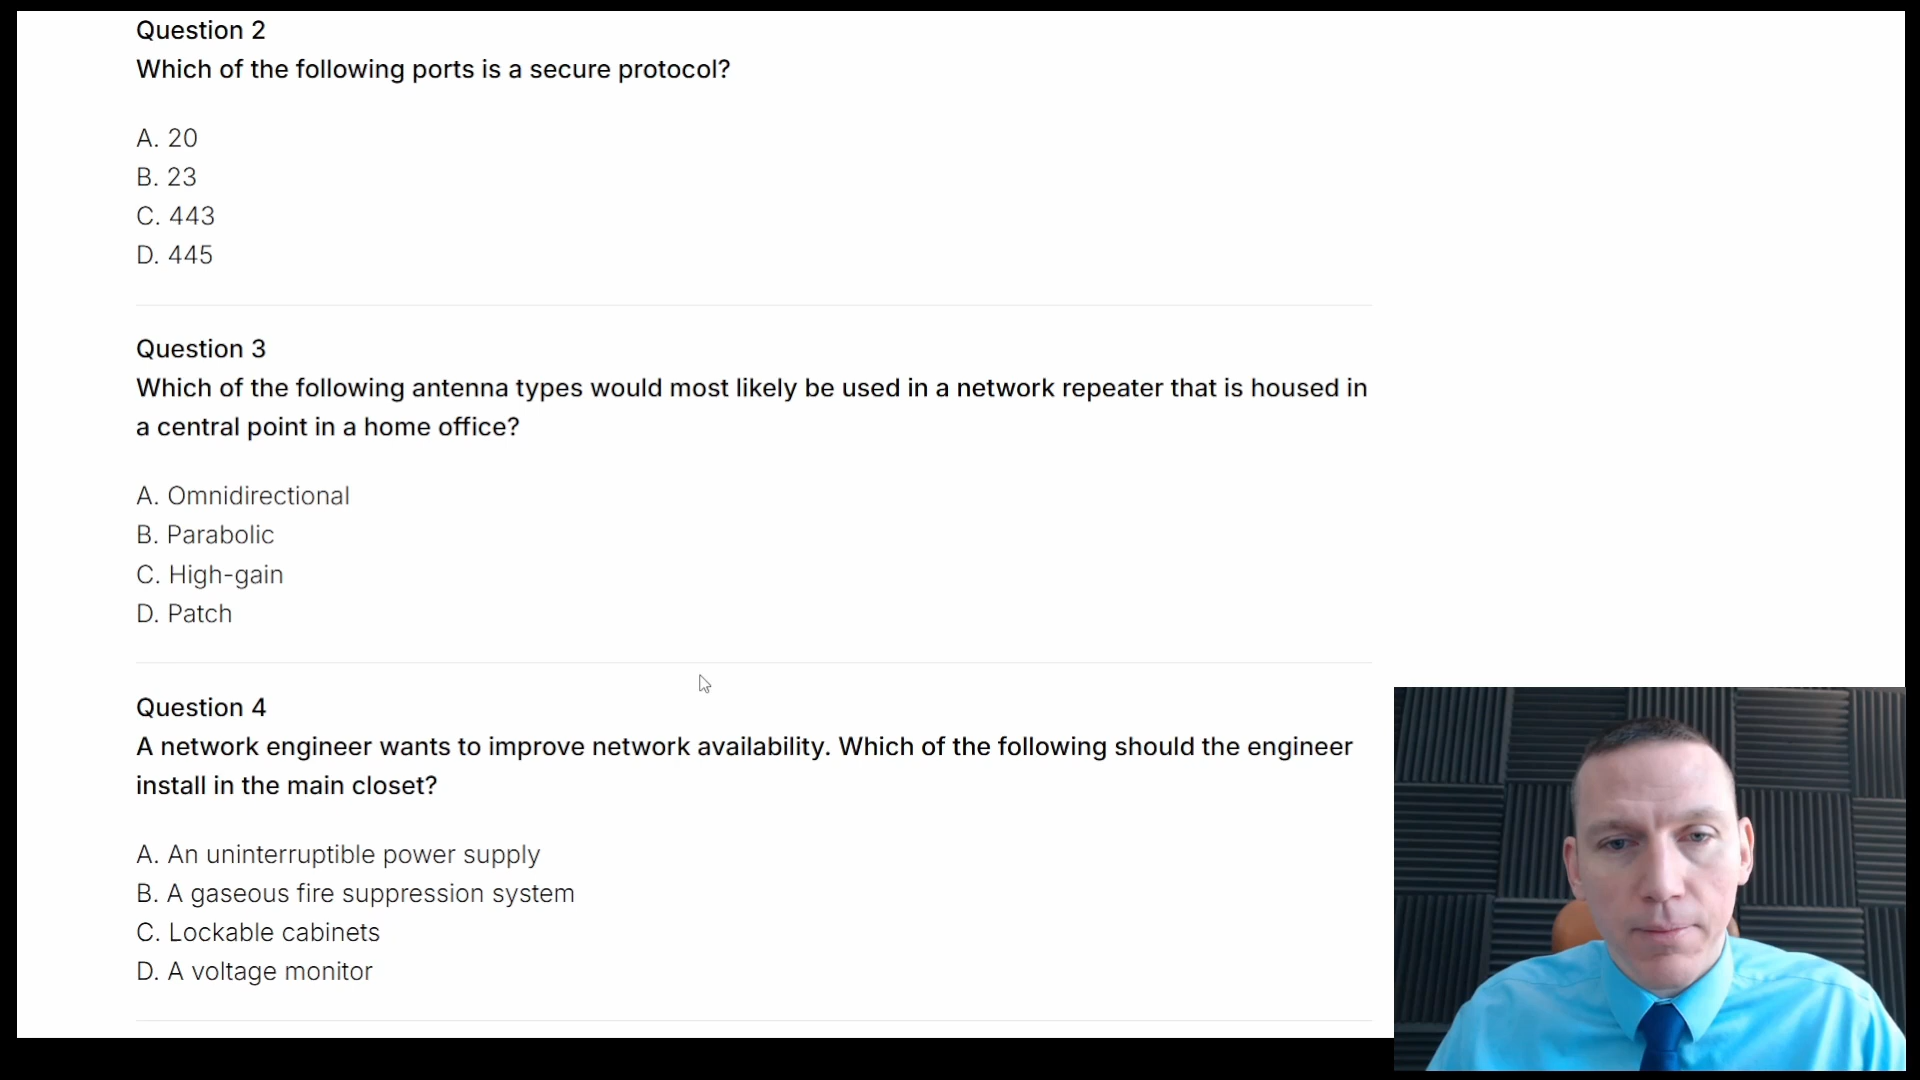 Question 2
Which of the following ports is a secure protocol?
A. 20
B. 23
C. 443
D. 445
Question 3
Which of the following antenna types would most likely be used in a network repeater that is housed in
a central point in a home office?
A. Omnidirectional
B. Parabolic
C. High-gain
D. Patch
Question 4
A network engineer wants to improve network availability. Which of the following should the engineer
install in the main closet?
A. An uninterruptible power supply
B. A gaseous fire suppression system
C. Lockable cabinets
D. A voltage monitor